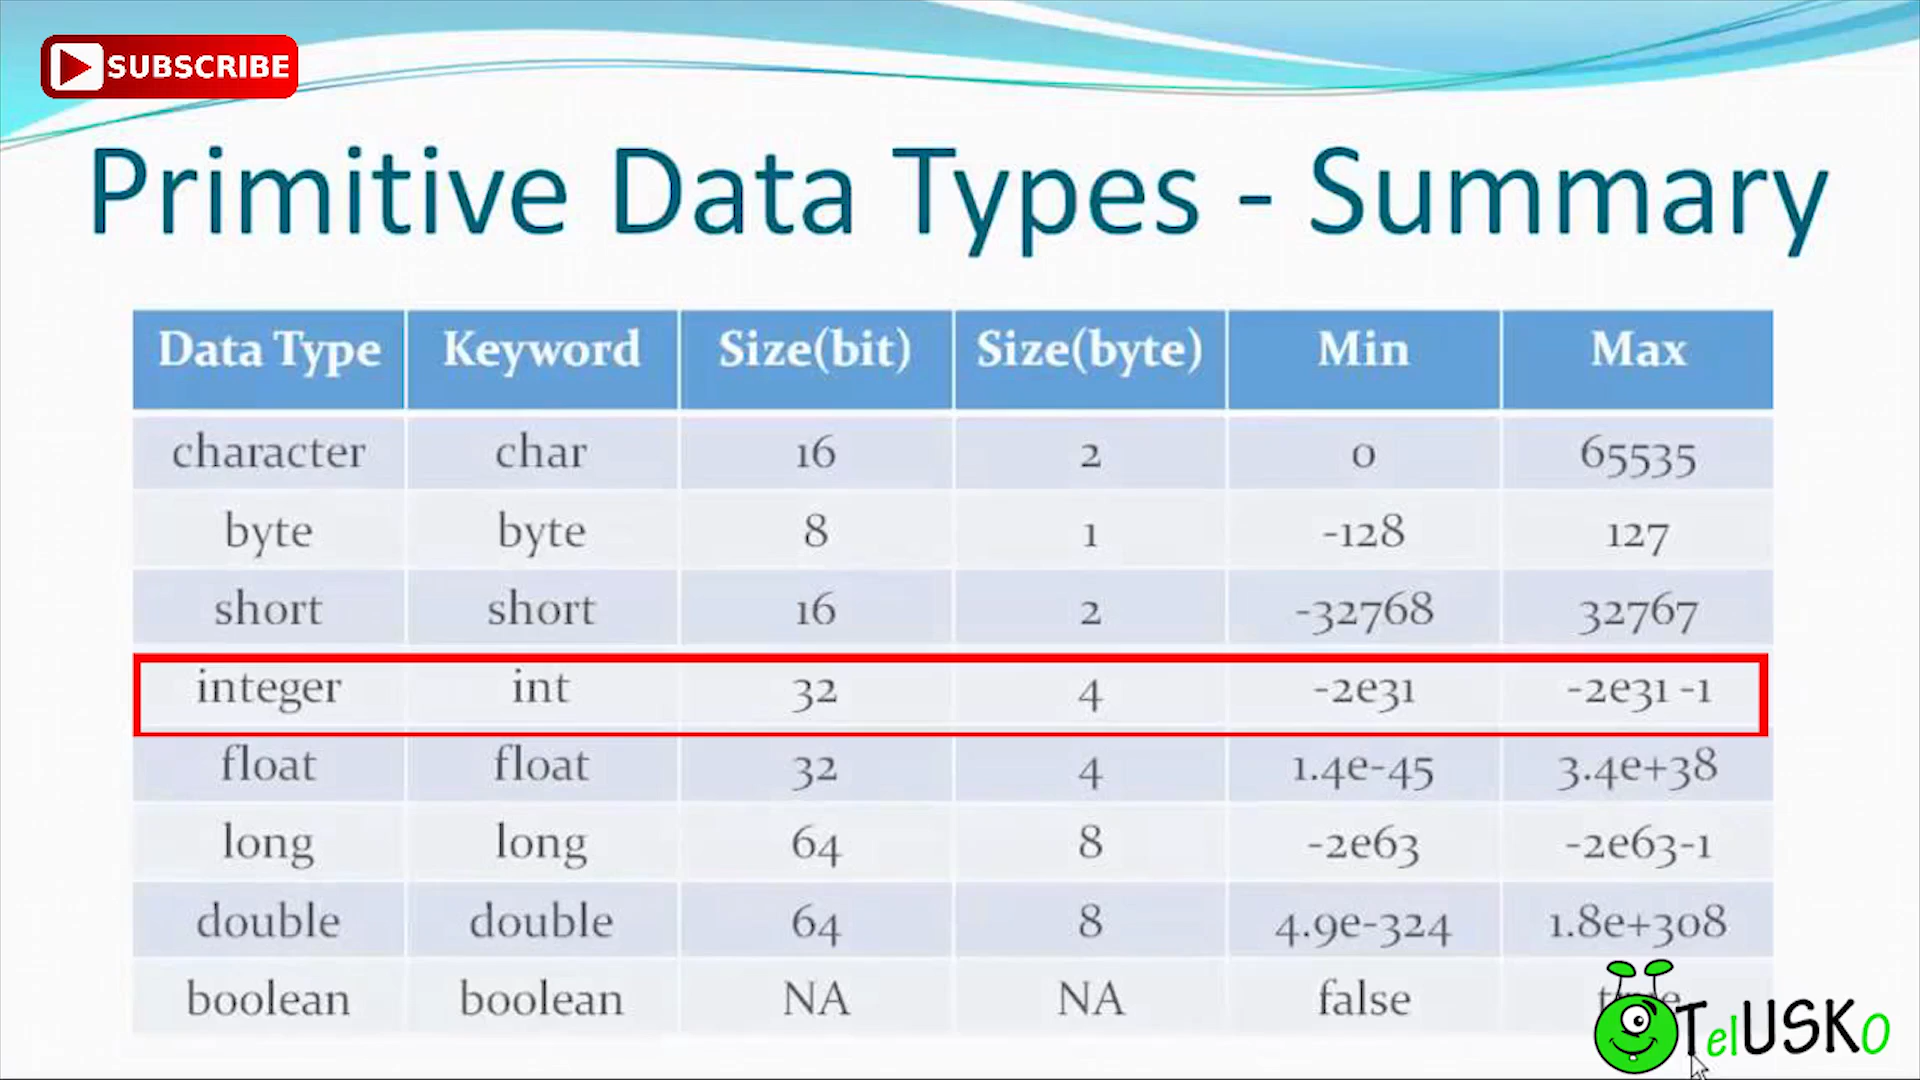 SUBSCRIBE
Primitive Data Types - Summary
Data Type Keyword Size(bit) Size(byte) Min Max
character char 16 2 0 65535
byte byte 8 1 -128 127
short short 16 2 -32768 32767
integer int 32 4 -2e31 -2e31 -1
float float 32 4 1.4e-45 3.4e+38
long long 64 8 -2e63 -2e63-1
double double 64 8 4.9e-324 1.8e+308
boolean boolean NA NA false
TelUSKo